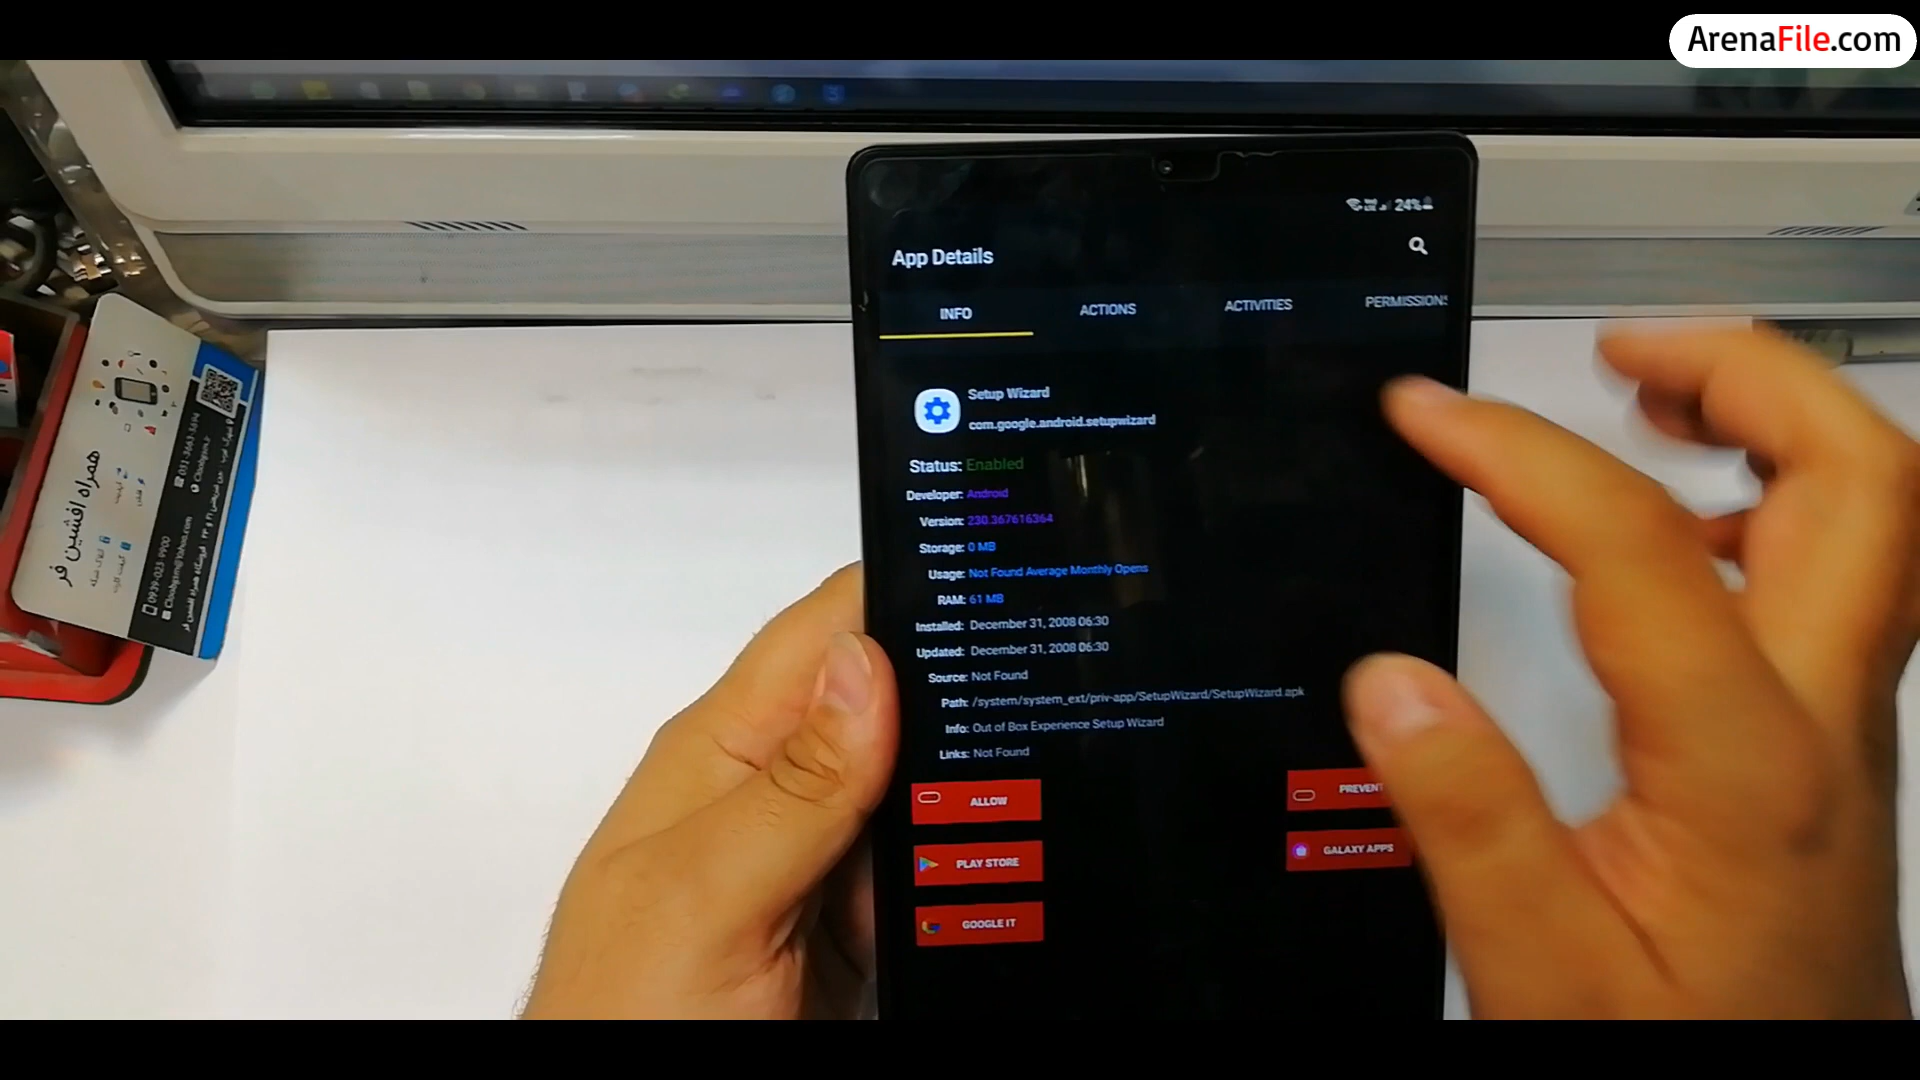 ArenaFile.com
24%
App Details
INFO
ACTIONS
ACTIVITIES
PERMISSIONS
Setup Wizard
com.google.android.setupwizard
Status: Enabled
Developer: Android
Version: 230.367616364
Storage: 0 MB
Usage: Not Found Average Monthly Opens
RAM: 61 MB
Installed: December 31, 2008 06:30
Updated: December 31, 2008 06:30
Source: Not Found
Path: /system/system_ext/priv-app/SetupWizard/SetupWizard.apk
Info: Out of Box Experience Setup Wizard
Links: Not Found
ALLOW
PREVENT
PLAY STORE
GALAXY APPS
GOOGLE IT
همراه افشین فر
0939-023 9900